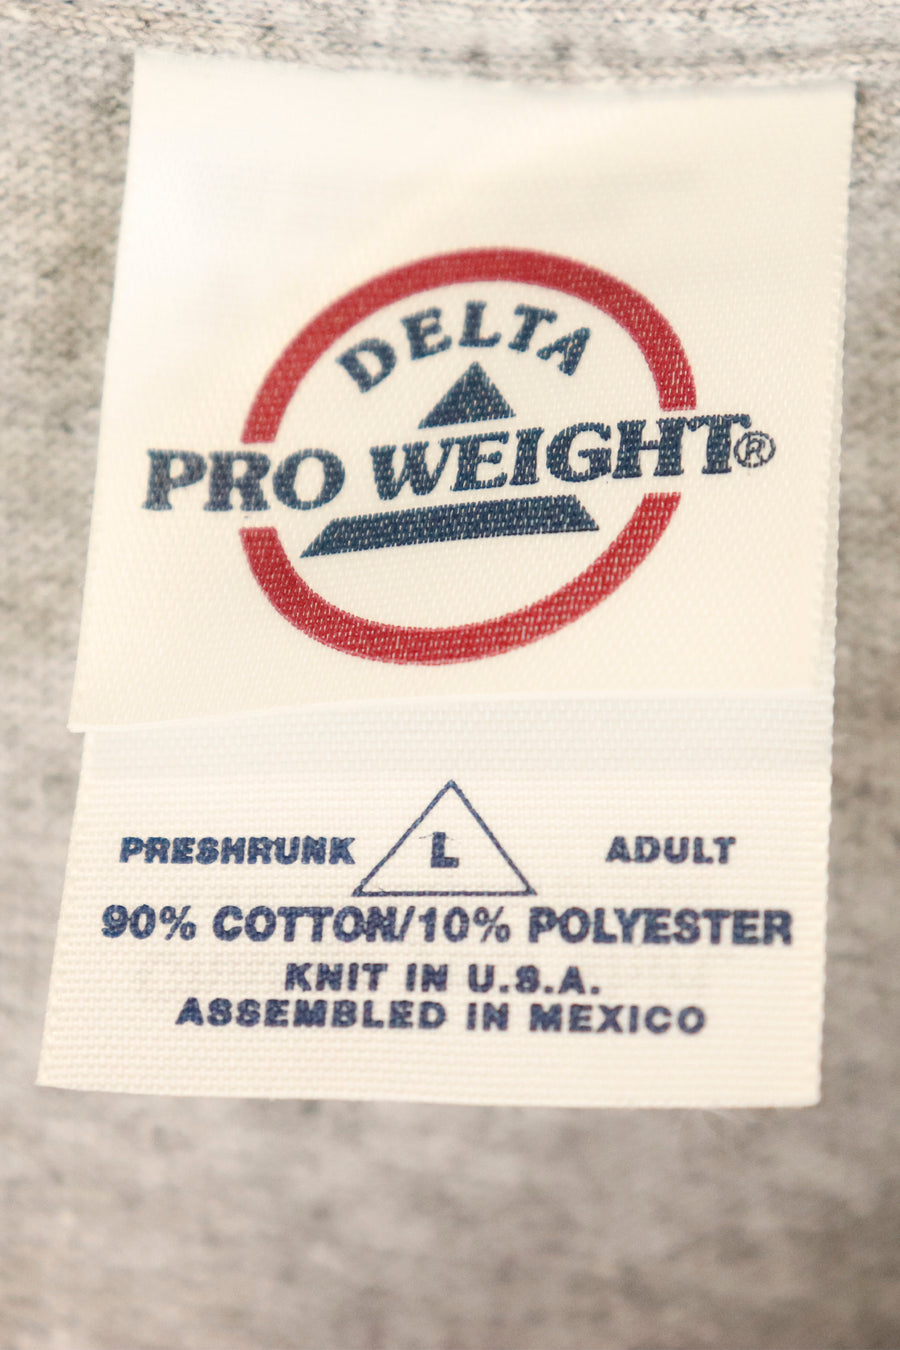 DELTA
PRO WEIGHT®
PRESHRUNK L ADULT
90% COTTON/10% POLYESTER
KNIT IN U.S.A.
ASSEMBLED IN MEXICO